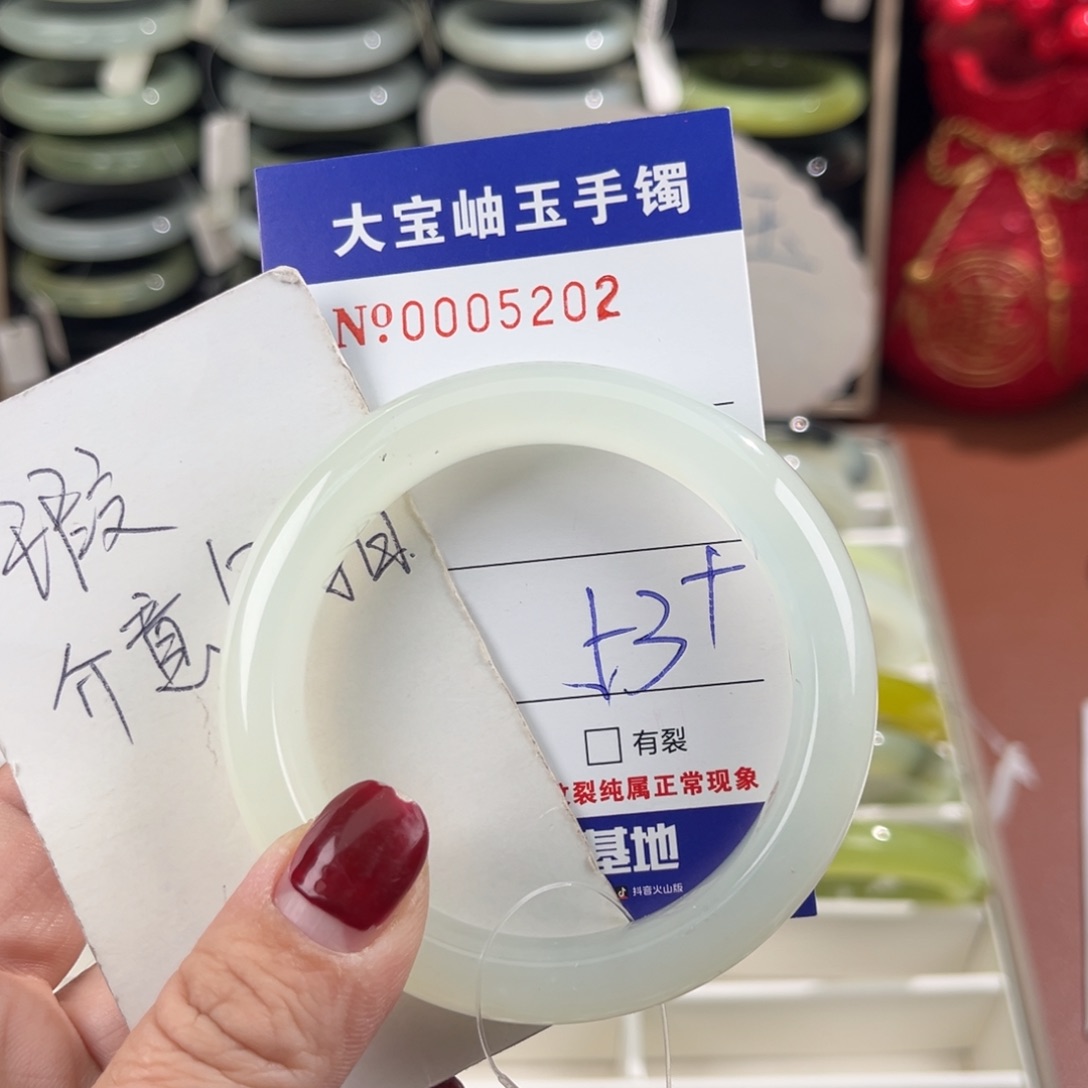 大宝岫玉手镯
№0005202
瑕
介意
53+
有裂
裂纯属正常现象
基地
抖音火山版